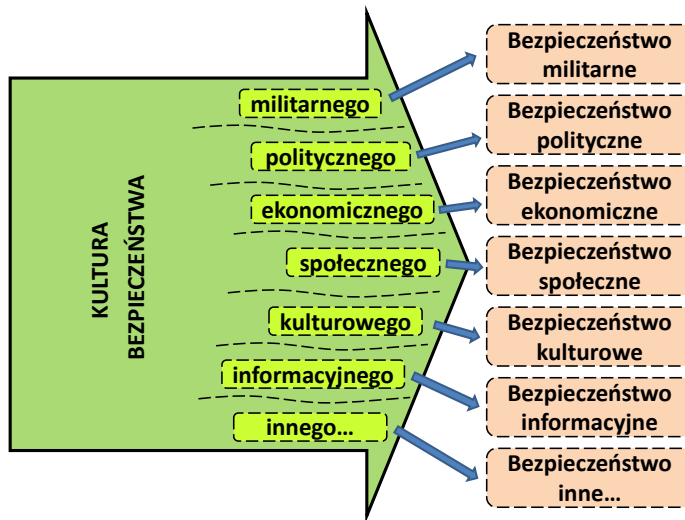 KULTURA
BEZPIECZEŃSTWA
militarnego
politycznego
ekonomicznego
społecznego
kulturowego
informacyjnego
innego…
Bezpieczeństwo
militarne
Bezpieczeństwo
polityczne
Bezpieczeństwo
ekonomiczne
Bezpieczeństwo
społeczne
Bezpieczeństwo
kulturowe
Bezpieczeństwo
informacyjne
Bezpieczeństwo
inne…